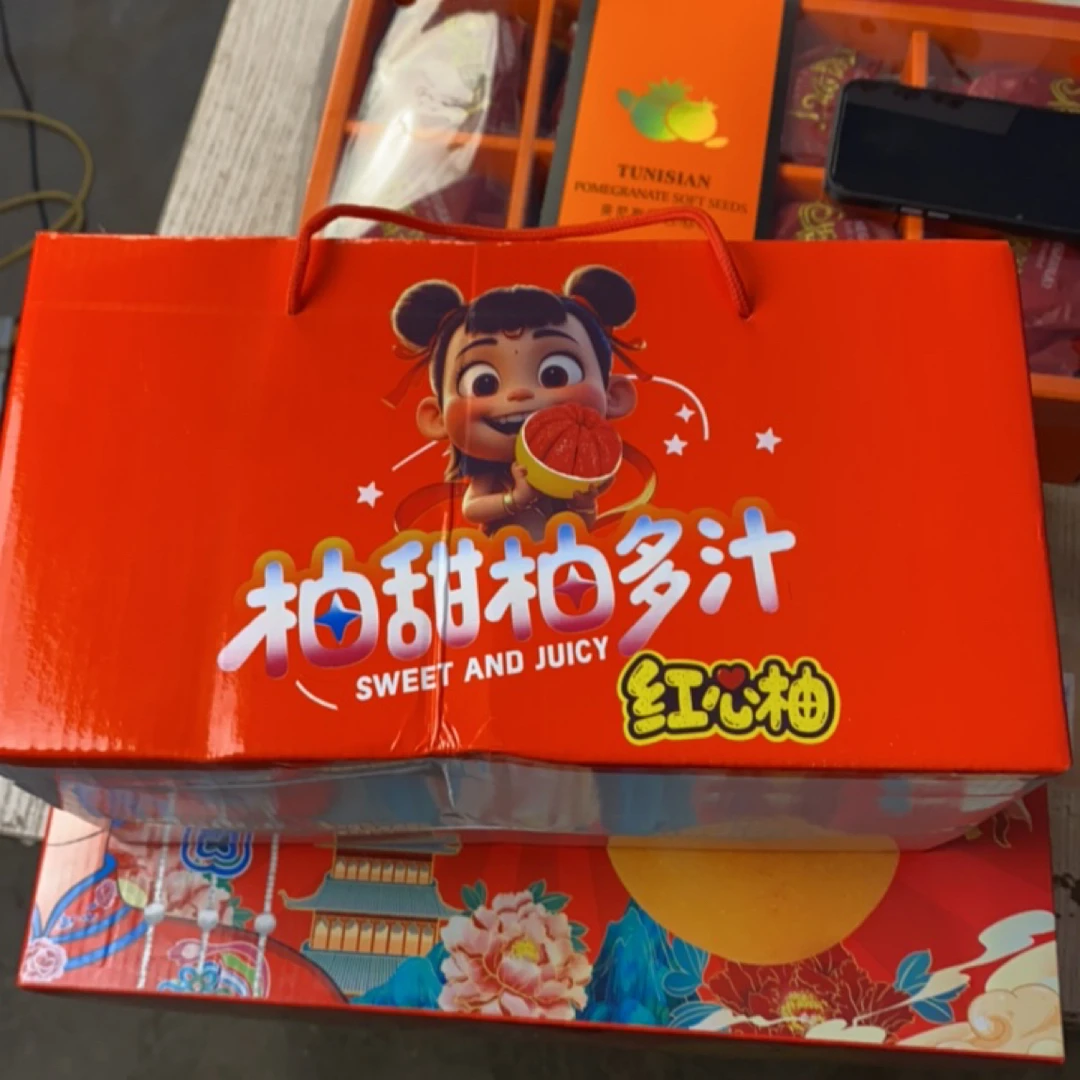 TUNISIAN
POMEGRANATE SOFT SEEDS
柚甜柚多汁
SWEET AND JUICY
红心柚